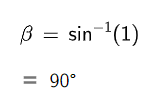 β = sin⁻¹(1)
= 90°